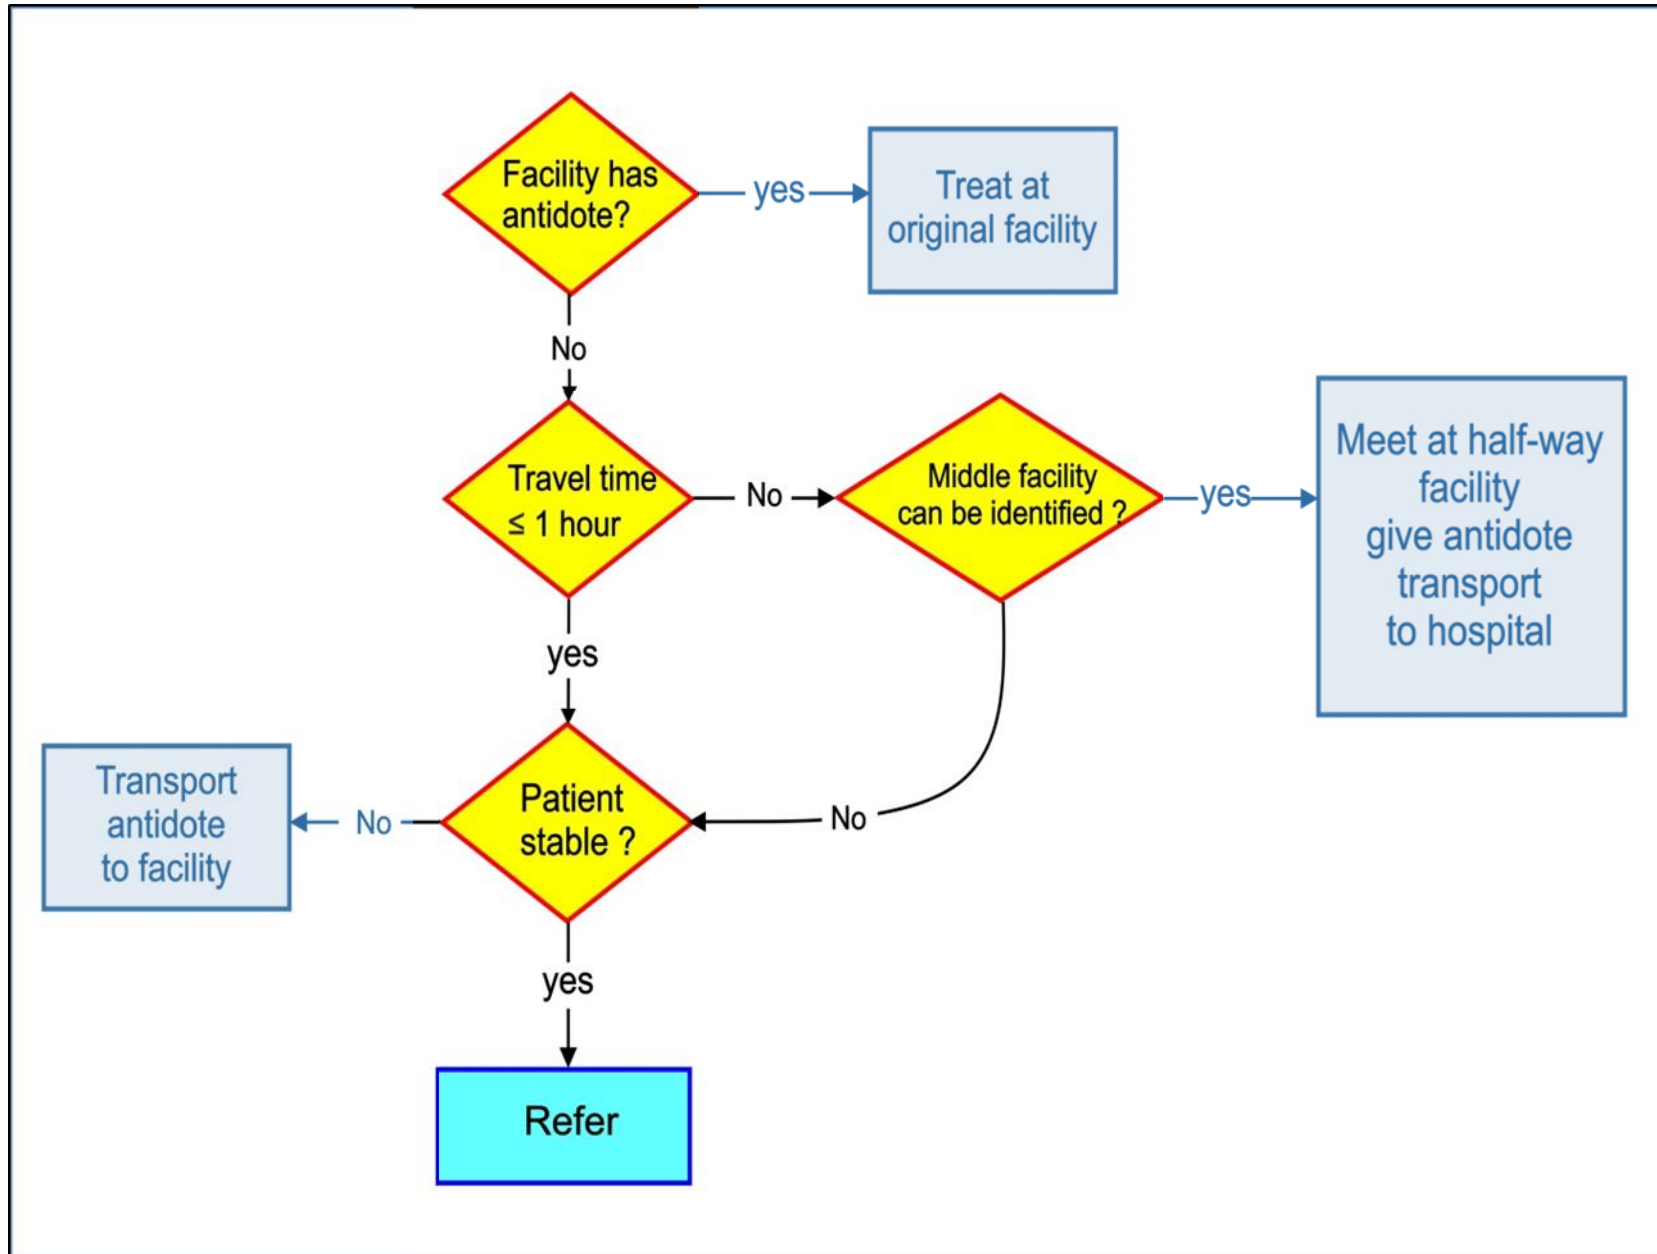 Facility has
antidote?
yes
Treat at
original facility
No
Travel time
≤ 1 hour
No
Middle facility
can be identified ?
yes
Meet at half-way
facility
give antidote
transport
to hospital
yes
No
Patient
stable ?
No
Transport
antidote
to facility
yes
Refer